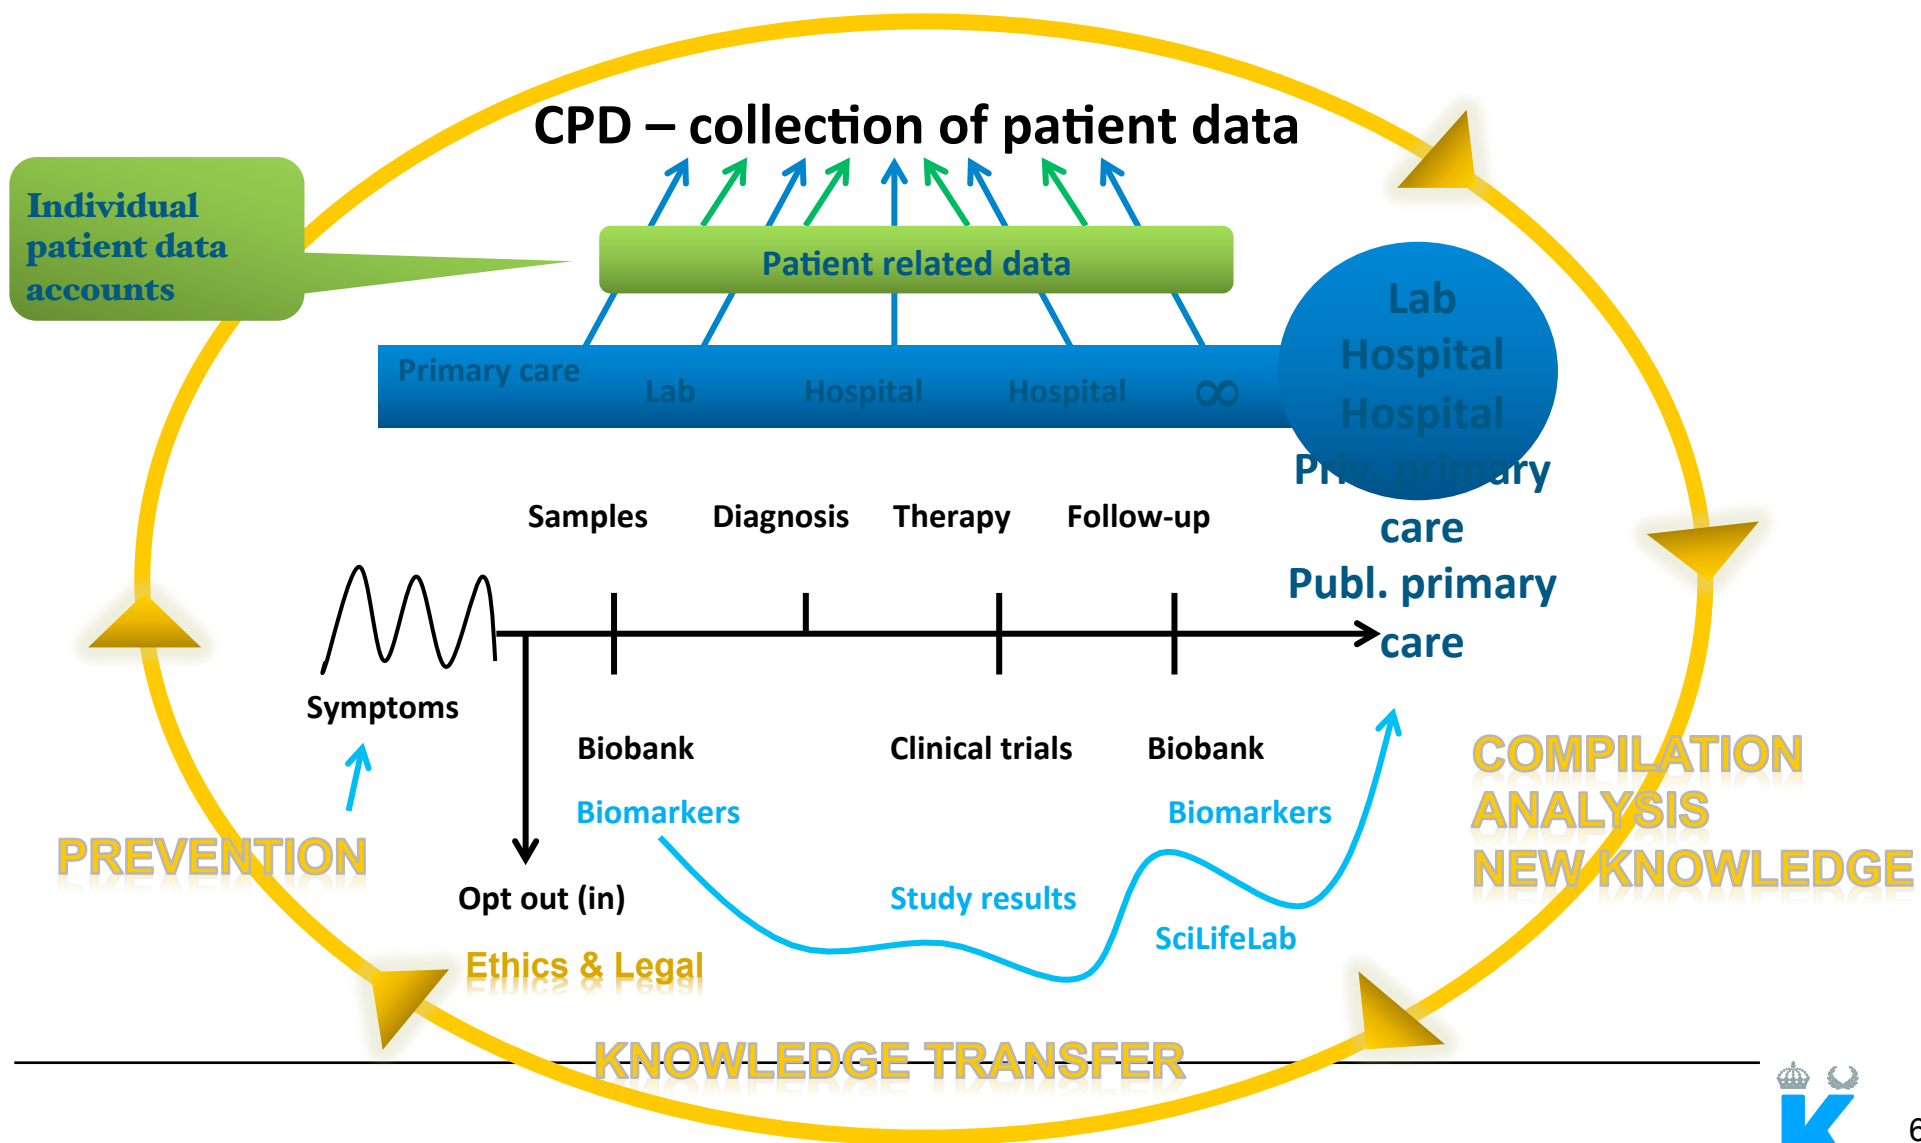 CPD – collection of patient data
Individual
patient data
accounts
Patient related data
Primary care
Lab
Hospital
Hospital
∞
Lab
Hospital
Hospital
Priv. primary
care
Publ. primary
care
Samples
Diagnosis
Therapy
Follow-up
Symptoms
Biobank
Clinical trials
Biobank
Biomarkers
Biomarkers
COMPILATION
ANALYSIS
NEW KNOWLEDGE
PREVENTION
Opt out (in)
Study results
SciLifeLab
Ethics & Legal
KNOWLEDGE TRANSFER
6